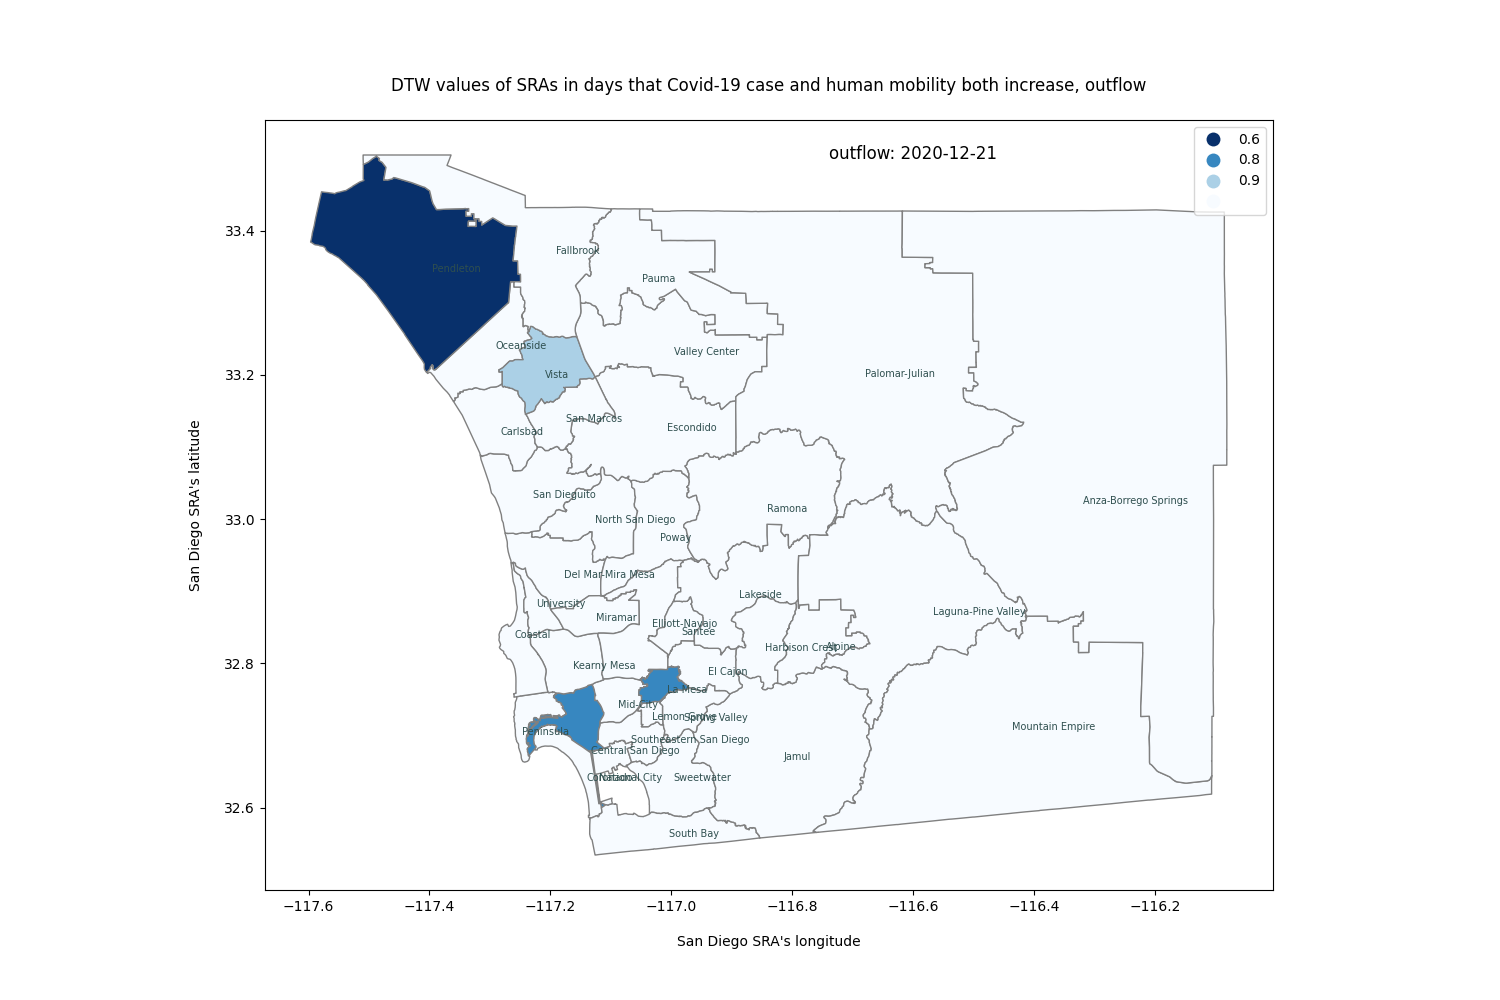 DTW values of SRAs in days that Covid-19 case and human mobility both increase, outflow
outflow: 2020-12-21
0.6
0.8
0.9
San Diego SRA's latitude
33.4
33.2
33.0
32.8
32.6
Fallbrook
Pendleton
Pauma
Oceanside
Valley Center
Vista
Palomar-Julian
San Marcos
Escondido
Carlsbad
San Dieguito
Anza-Borrego Springs
Ramona
North San Diego
Poway
Del Mar-Mira Mesa
Lakeside
University
Laguna-Pine Valley
Miramar
Elliott-Navajo
Santee
Coastal
Harbison Crest
Alpine
Kearny Mesa
El Cajon
La Mesa
Mid-City
Lemon Grove
Spring Valley
Mountain Empire
Peninsula
Southeastern San Diego
Central San Diego
Jamul
Coronado
National City
Sweetwater
South Bay
−117.6
−117.4
−117.2
−117.0
−116.8
−116.6
−116.4
−116.2
San Diego SRA's longitude